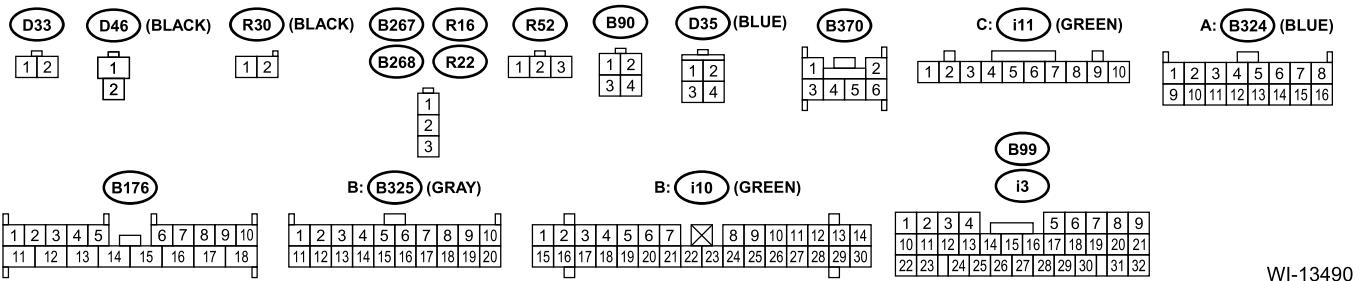 D33 D46 (BLACK) R30 (BLACK) B267 R16 R52 B90 D35 (BLUE) B370 C: i11 (GREEN) A: B324 (BLUE)
B268 R22
1 2
1
2
1 2
1
2
3
1 2 3
1 2
3 4
1 2
3 4
1 2
3 4 5 6
1 2 3 4 5 6 7 8 9 10
1 2 3 4 5 6 7 8
9 10 11 12 13 14 15 16
B176 B: B325 (GRAY) B: i10 (GREEN) B99
i3
1 2 3 4 5 6 7 8 9 10
11 12 13 14 15 16 17 18
1 2 3 4 5 6 7 8 9 10
11 12 13 14 15 16 17 18 19 20
1 2 3 4 5 6 7 8 9 10 11 12 13 14
15 16 17 18 19 20 21 22 23 24 25 26 27 28 29 30
1 2 3 4 5 6 7 8 9
10 11 12 13 14 15 16 17 18 19 20 21
22 23 24 25 26 27 28 29 30 31 32
WI-13490